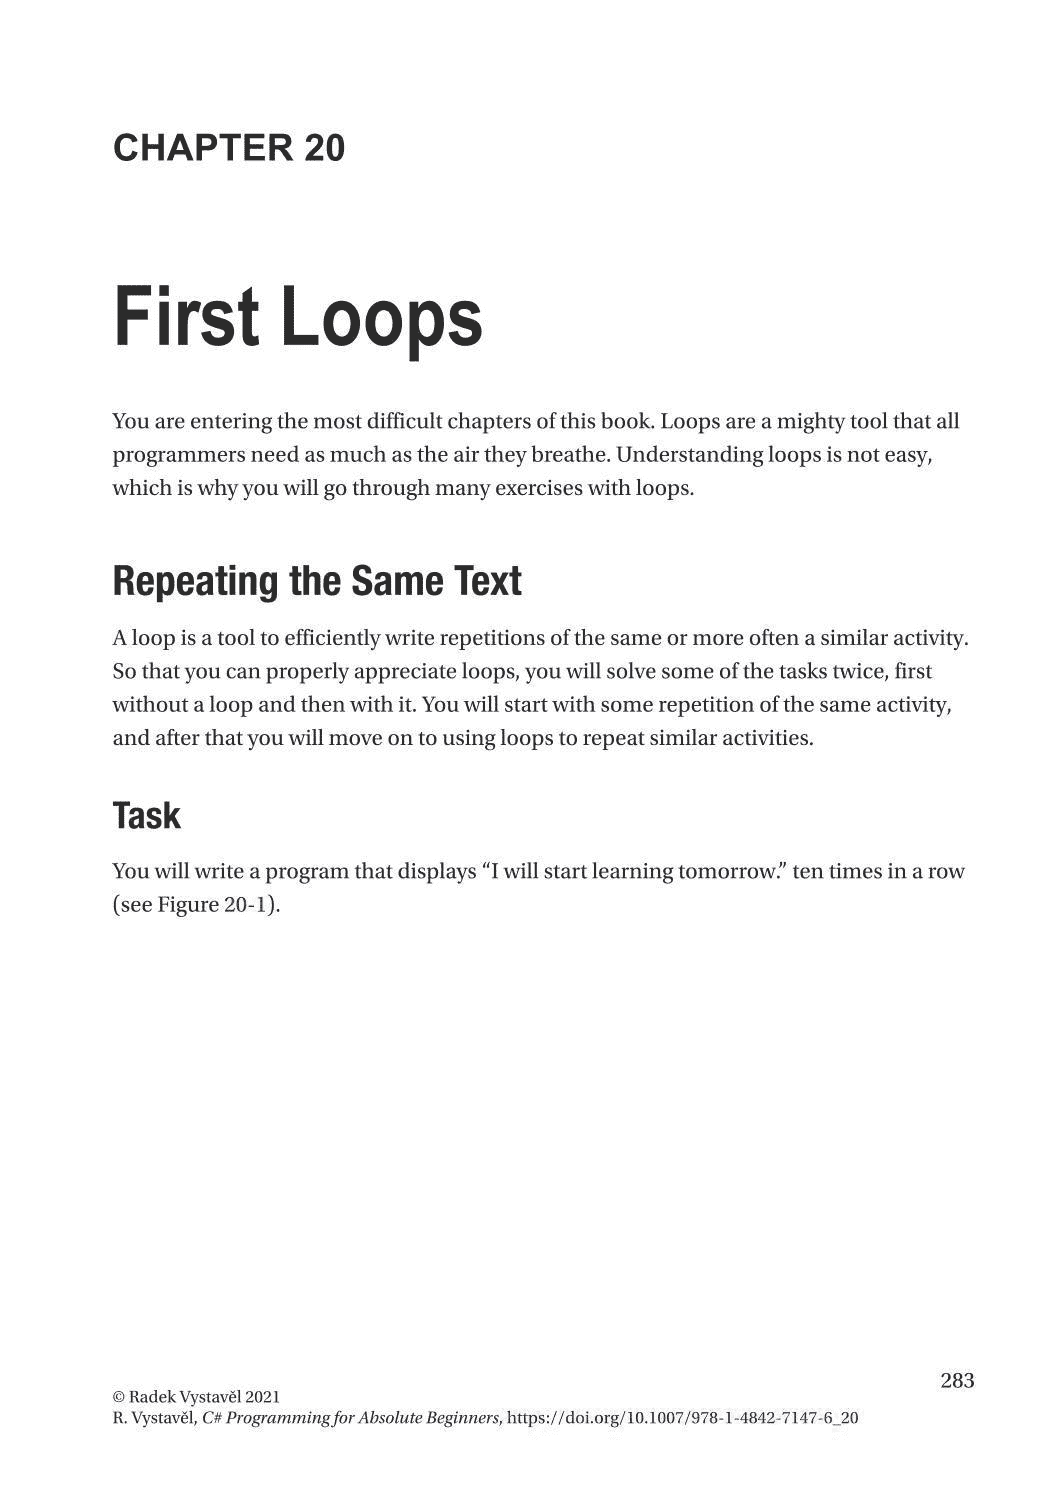 CHAPTER 20
First Loops
You are entering the most difficult chapters of this book. Loops are a mighty tool that all
programmers need as much as the air they breathe. Understanding loops is not easy,
which is why you will go through many exercises with loops.
Repeating the Same Text
A loop is a tool to efficiently write repetitions of the same or more often a similar activity.
So that you can properly appreciate loops, you will solve some of the tasks twice, first
without a loop and then with it. You will start with some repetition of the same activity,
and after that you will move on to using loops to repeat similar activities.
Task
You will write a program that displays “I will start learning tomorrow.” ten times in a row
(see Figure 20-1).
283
© Radek Vystavěl 2021
R. Vystavěl, C# Programming for Absolute Beginners, https://doi.org/10.1007/978-1-4842-7147-6_20